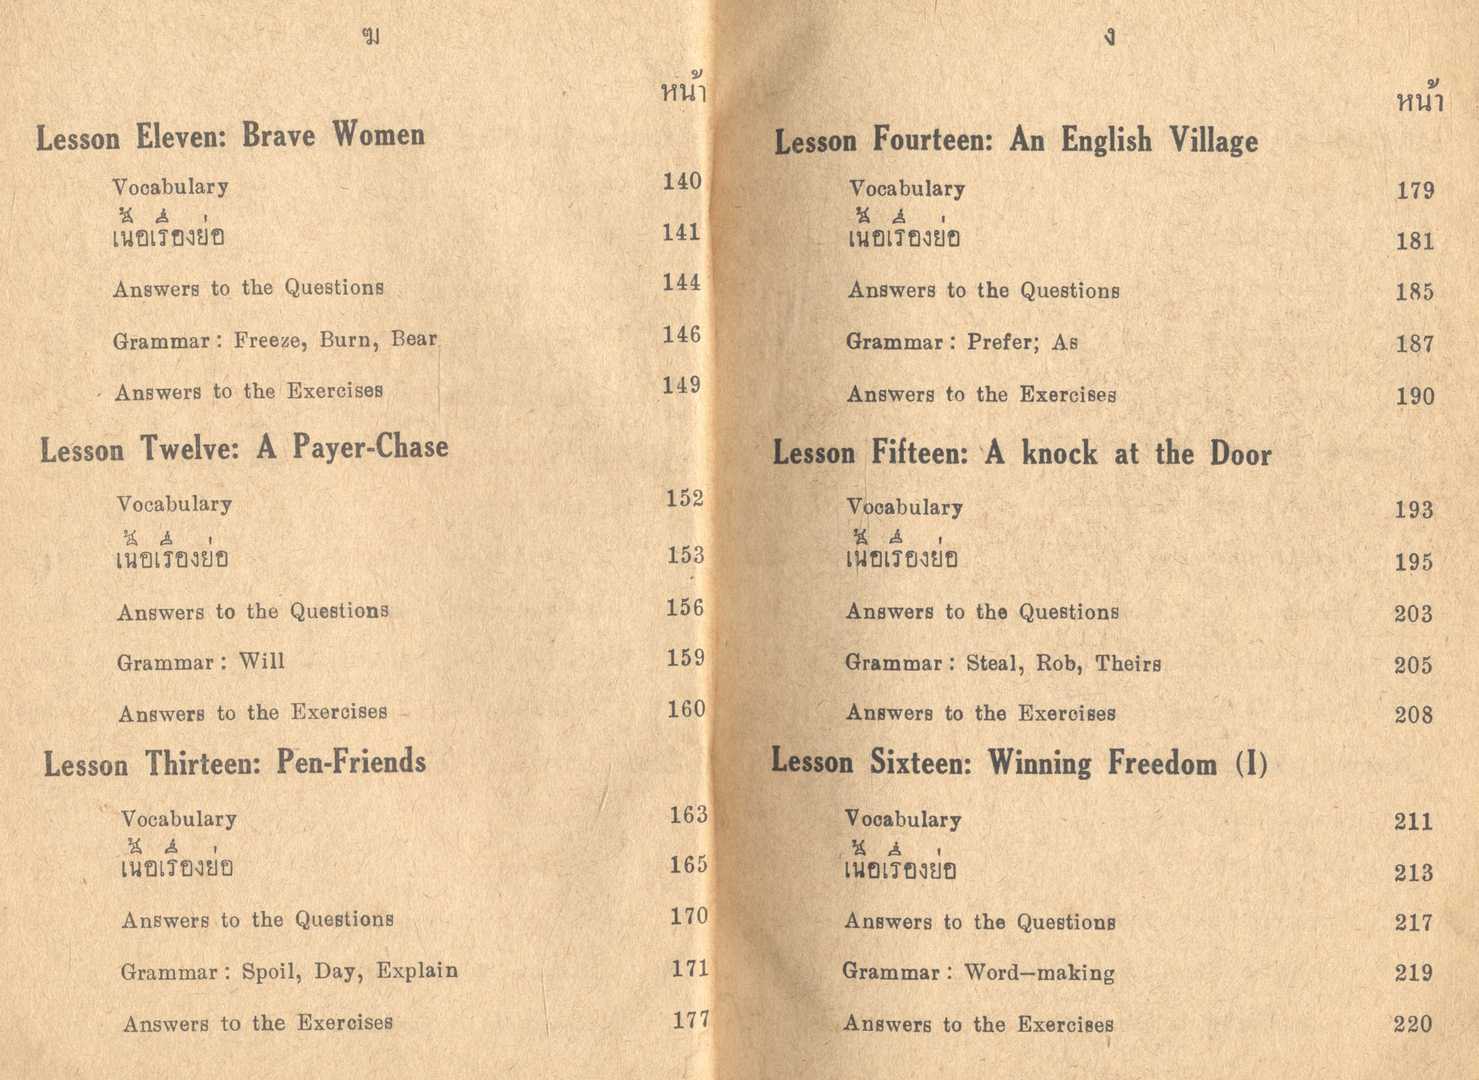 ฆ
หน้า
Lesson Eleven: Brave Women
Vocabulary 140
เนื้อเรื่องย่อ 141
Answers to the Questions 144
Grammar: Freeze, Burn, Bear 146
Answers to the Exercises 149
Lesson Twelve: A Payer-Chase
Vocabulary 152
เนื้อเรื่องย่อ 153
Answers to the Questions 156
Grammar: Will 159
Answers to the Exercises 160
Lesson Thirteen: Pen-Friends
Vocabulary 163
เนื้อเรื่องย่อ 165
Answers to the Questions 170
Grammar: Spoil, Day, Explain 171
Answers to the Exercises 177
ง
หน้า
Lesson Fourteen: An English Village
Vocabulary 179
เนื้อเรื่องย่อ 181
Answers to the Questions 185
Grammar: Prefer; As 187
Answers to the Exercises 190
Lesson Fifteen: A knock at the Door
Vocabulary 193
เนื้อเรื่องย่อ 195
Answers to the Questions 203
Grammar: Steal, Rob, Theirs 205
Answers to the Exercises 208
Lesson Sixteen: Winning Freedom (I)
Vocabulary 211
เนื้อเรื่องย่อ 213
Answers to the Questions 217
Grammar: Word—making 219
Answers to the Exercises 220